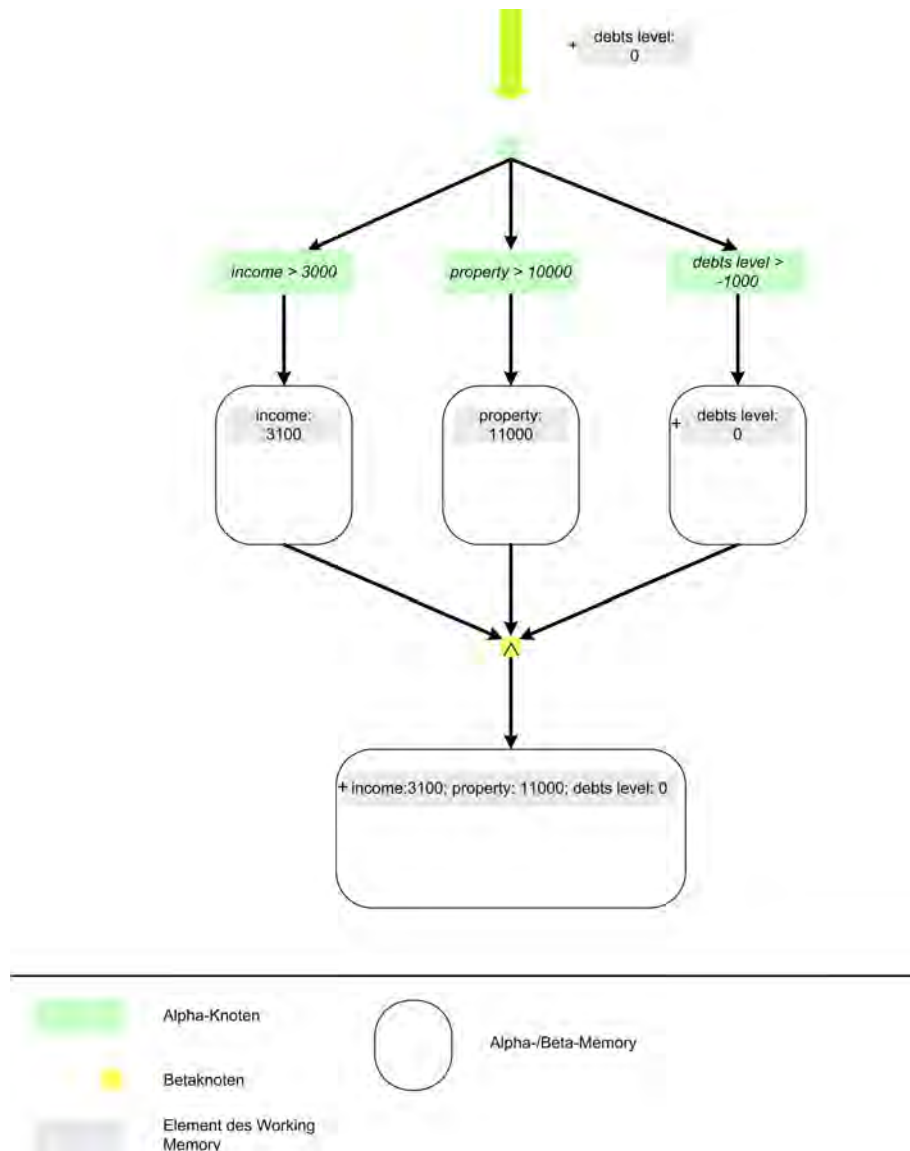 + debts level:
0
income > 3000
property > 10000
debts level >
-1000
income:
3100
property:
11000
+ debts level:
0
∧
+ income:3100; property: 11000; debts level: 0
Alpha-Knoten
Alpha-/Beta-Memory
Betaknoten
Element des Working
Memory